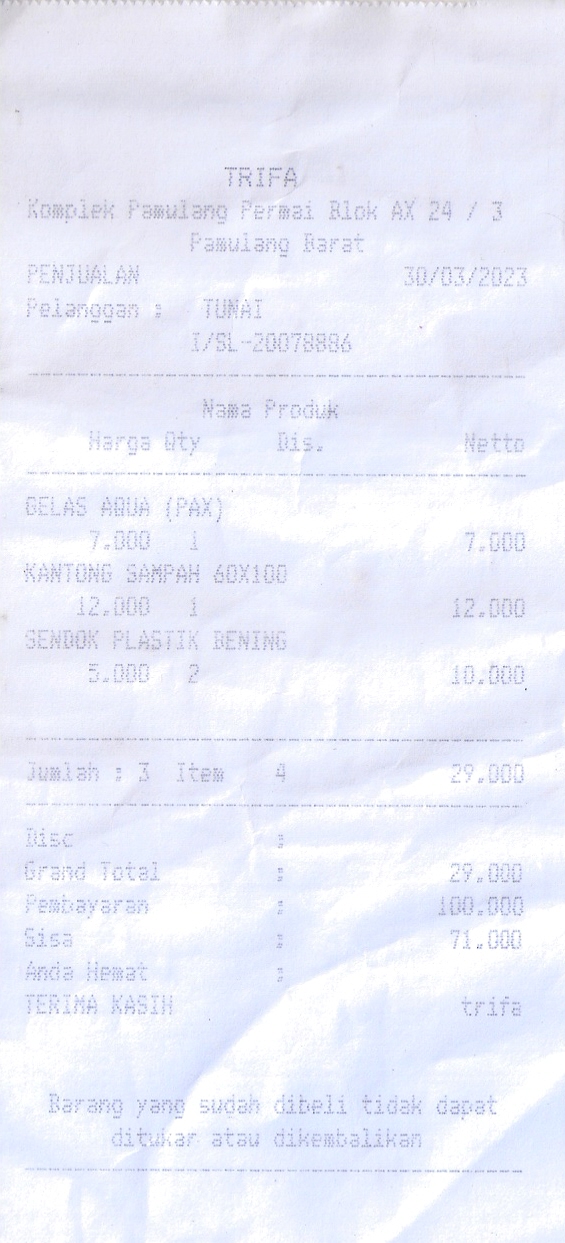 TRIFA
Komplek Pamulang Permai Blok AX 24 / 3
Pamulang Barat
PENJUALAN 30/03/2023
Pelanggan : TUNAI
I/SL-20078886
Nama Produk
Harga Qty Dis. Netto
GELAS AQUA (PAX)
7.000 1 7.000
KANTONG SAMPAH 60X100
12.000 1 12.000
SENDOK PLASTIK BENING
5.000 2 10.000
Jumlah : 3 Item 4 29.000
Disc :
Grand Total : 29.000
Pembayaran : 100.000
Sisa : 71.000
Anda Hemat :
TERIMA KASIH trifa
Barang yang sudah dibeli tidak dapat
ditukar atau dikembalikan